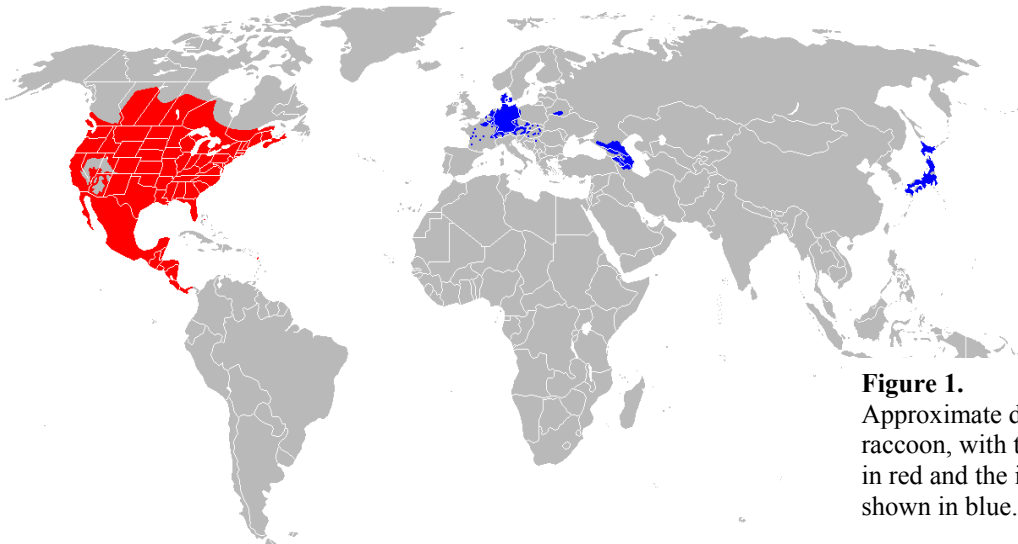 Figure 1.
Approximate d
raccoon, with t
in red and the i
shown in blue.